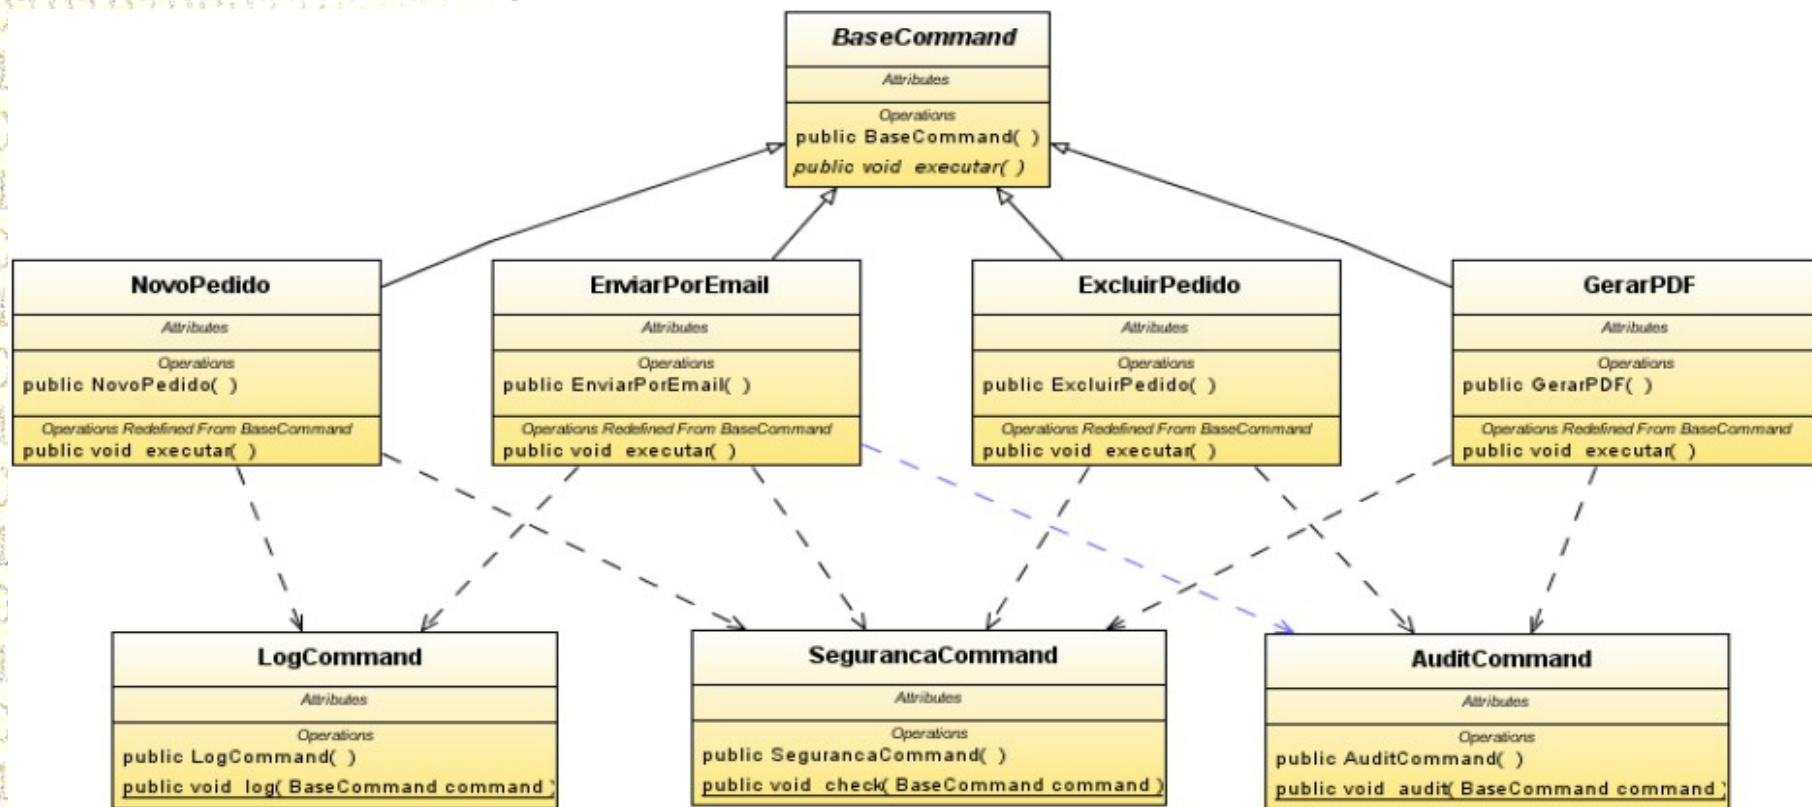 BaseCommand
Attributes
Operations
public BaseCommand( )
public void executar( )
NovoPedido
Attributes
Operations
public NovoPedido( )
Operations Redefined From BaseCommand
public void executar( )
EnviarPorEmail
Attributes
Operations
public EnviarPorEmail( )
Operations Redefined From BaseCommand
public void executar( )
ExcluirPedido
Attributes
Operations
public ExcluirPedido( )
Operations Redefined From BaseCommand
public void executar( )
GerarPDF
Attributes
Operations
public GerarPDF( )
Operations Redefined From BaseCommand
public void executar( )
LogCommand
Attributes
Operations
public LogCommand( )
public void log( BaseCommand command )
SegurancaCommand
Attributes
Operations
public SegurancaCommand( )
public void check( BaseCommand command )
AuditCommand
Attributes
Operations
public AuditCommand( )
public void audit( BaseCommand command )